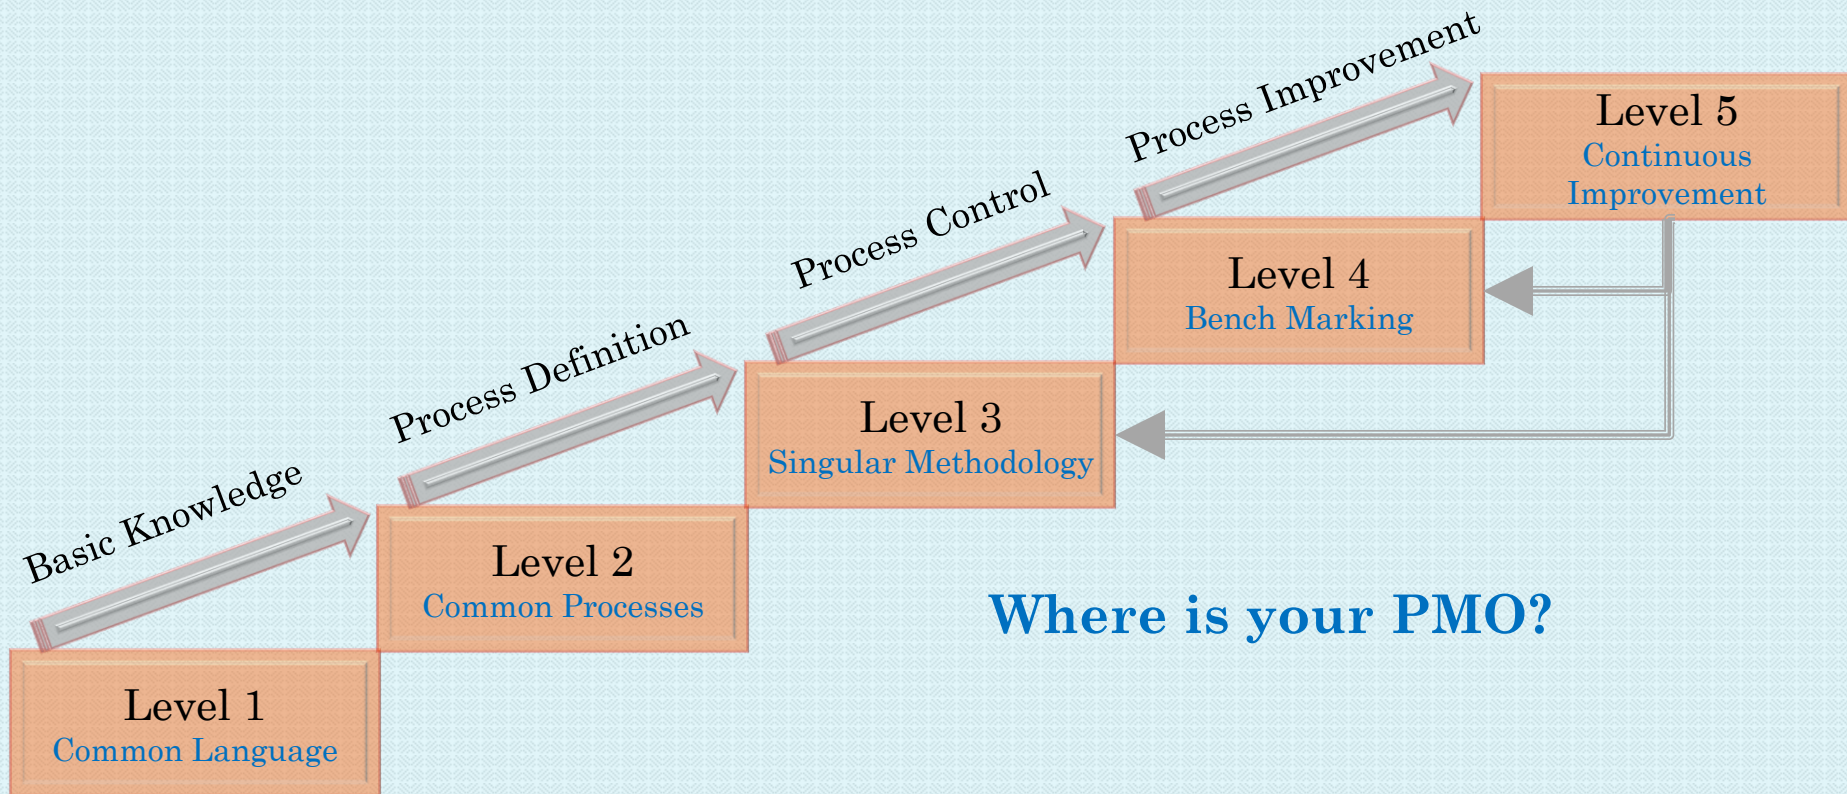 Process Improvement
Level 5
Continuous
Improvement
Process Control
Level 4
Bench Marking
Process Definition
Level 3
Singular Methodology
Basic Knowledge
Level 2
Common Processes
Where is your PMO?
Level 1
Common Language